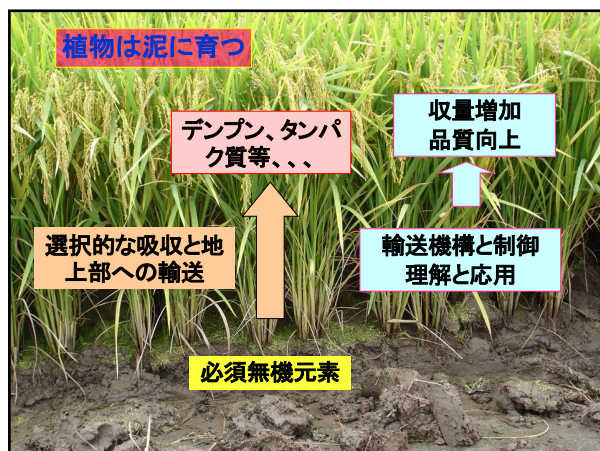 植物は泥に育つ
デンプン、タンパ
ク質等、、、
収量増加
品質向上
選択的な吸収と地
上部への輸送
輸送機構と制御
理解と応用
必須無機元素